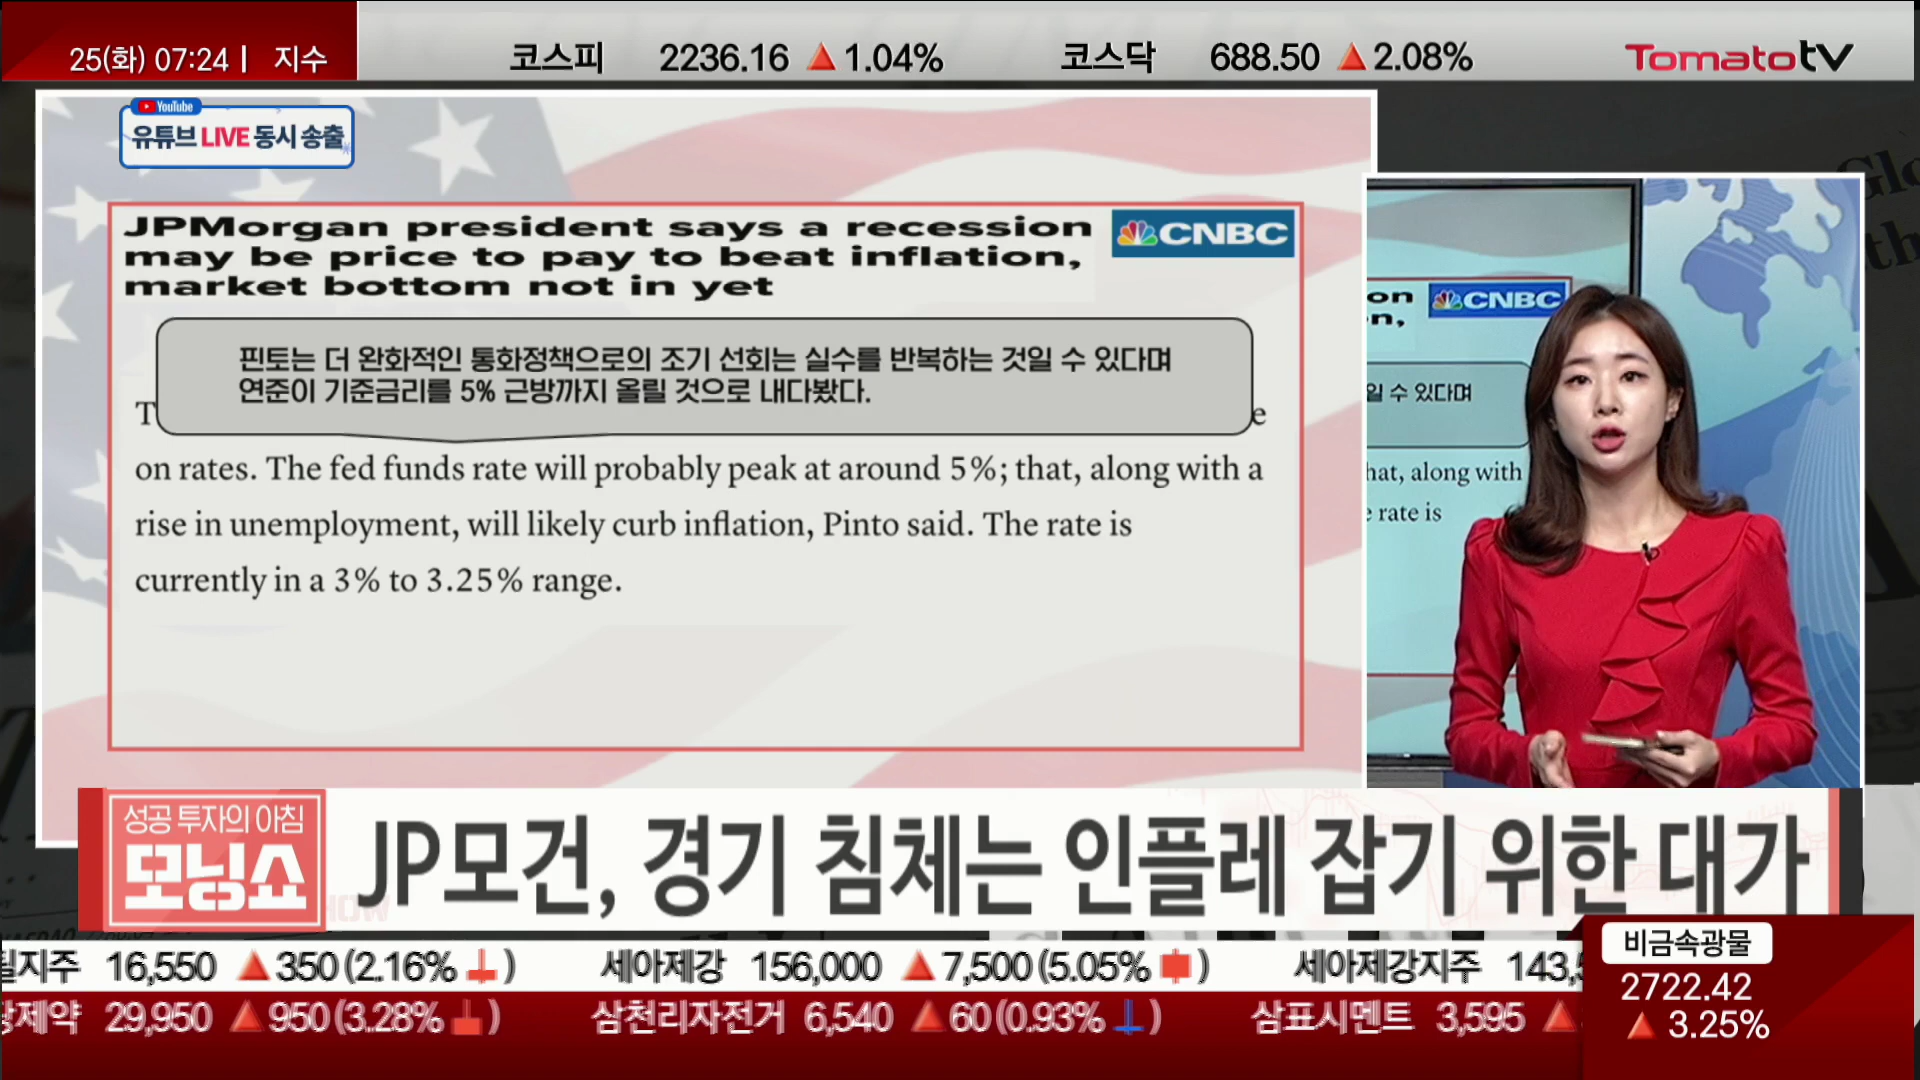 25(화) 07:24 | 지수
코스피 2236.16 ▲ 1.04%
코스닥 688.50 ▲ 2.08%
Tomato tv
YouTube
유튜브 LIVE 동시 송출
JPMorgan president says a recession
may be price to pay to beat inflation,
market bottom not in yet
CNBC
핀토는 더 완화적인 통화정책으로의 조기 선회는 실수를 반복하는 것일 수 있다며
연준이 기준금리를 5% 근방까지 올릴 것으로 내다봤다.
T e
on rates. The fed funds rate will probably peak at around 5%; that, along with a
rise in unemployment, will likely curb inflation, Pinto said. The rate is
currently in a 3% to 3.25% range.
on CNBC
n,
일 수 있다며
hat, along with
e rate is
성공 투자의 아침
모닝쇼
JP모건, 경기 침체는 인플레 잡기 위한 대가
틸지주 16,550 ▲350(2.16% ) 세아제강 156,000 ▲7,500(5.05% ) 세아제강지주 143,5
제약 29,950 ▲950(3.28% ) 삼천리자전거 6,540 ▲60(0.93% ) 삼표시멘트 3,595 ▲
비금속광물
2722.42
▲ 3.25%